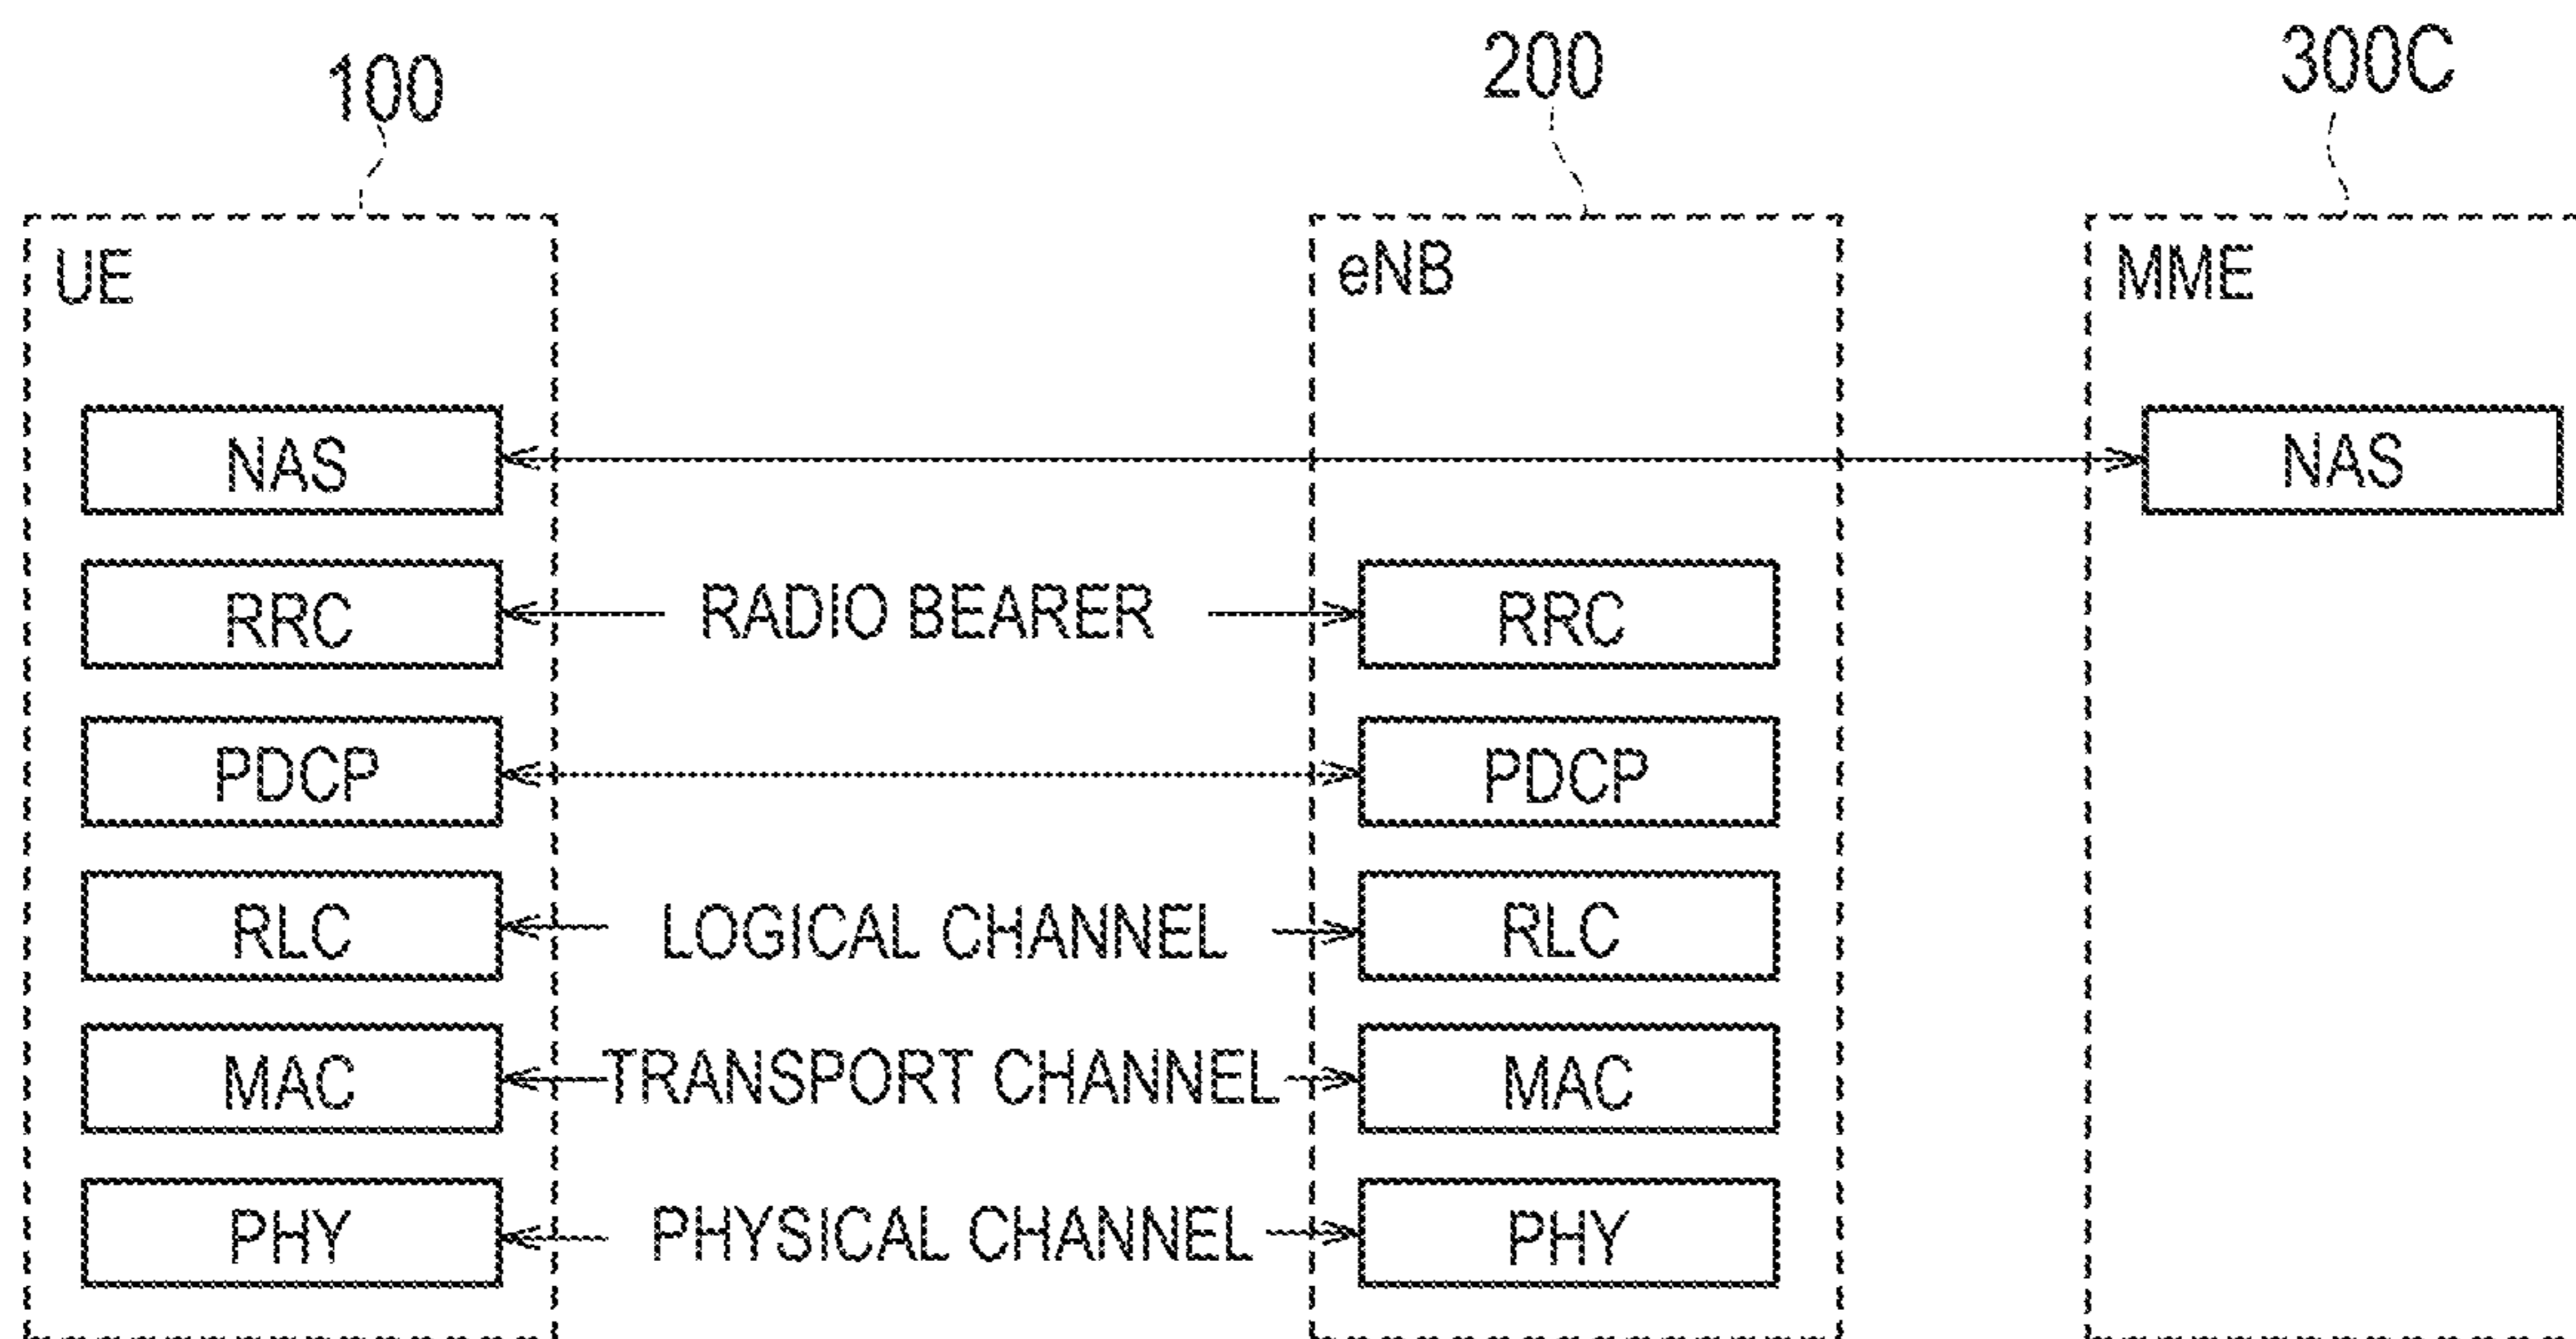 100 200 300C
UE eNB MME
NAS NAS
RRC RADIO BEARER RRC
PDCP PDCP
RLC LOGICAL CHANNEL RLC
MAC TRANSPORT CHANNEL MAC
PHY PHYSICAL CHANNEL PHY